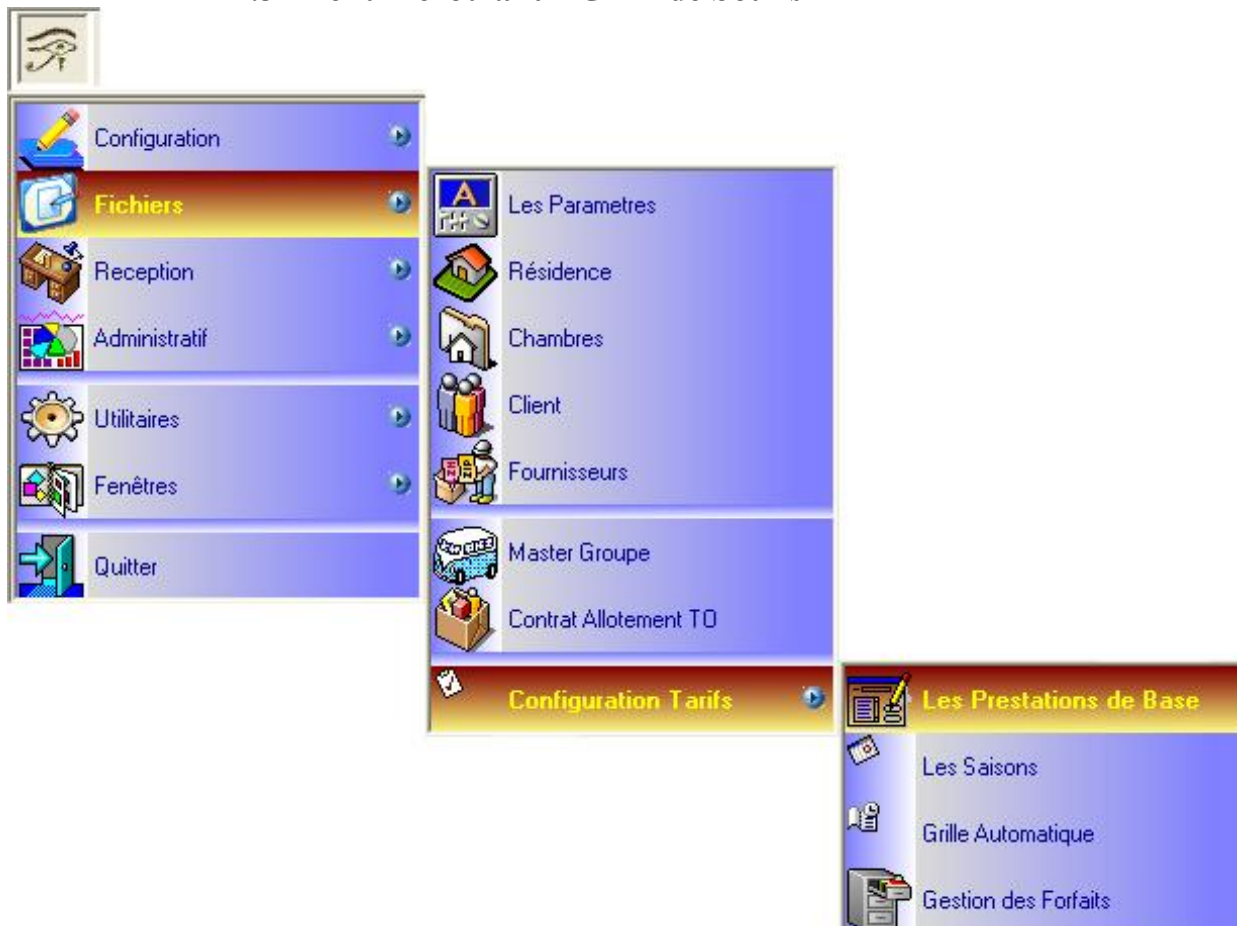 Configuration
Fichiers
Reception
Administratif
Utilitaires
Fenêtres
Quitter
Les Parametres
Résidence
Chambres
Client
Fournisseurs
Master Groupe
Contrat Allotement TO
Configuration Tarifs
Les Prestations de Base
Les Saisons
Grille Automatique
Gestion des Forfaits